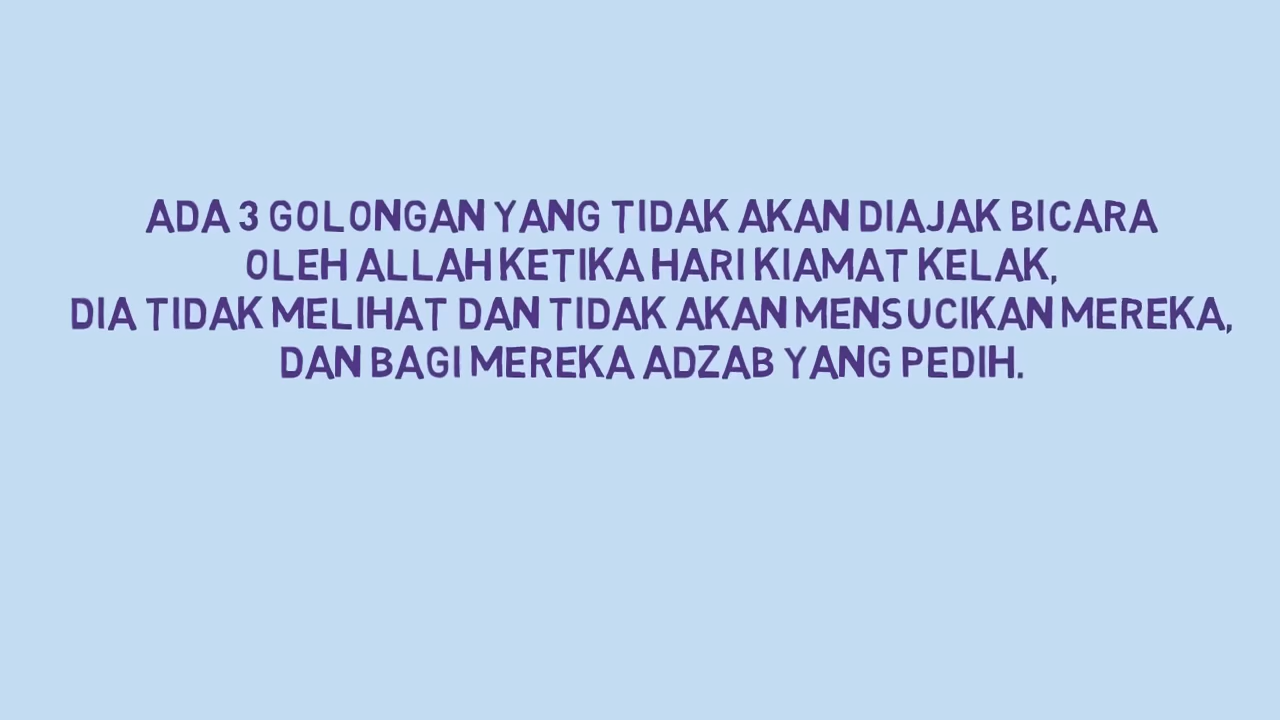 ADA 3 GOLONGAN YANG TIDAK AKAN DIAJAK BICARA
OLEH ALLAH KETIKA HARI KIAMAT KELAK,
DIA TIDAK MELIHAT DAN TIDAK AKAN MENSUCIKAN MEREKA,
DAN BAGI MEREKA ADZAB YANG PEDIH.